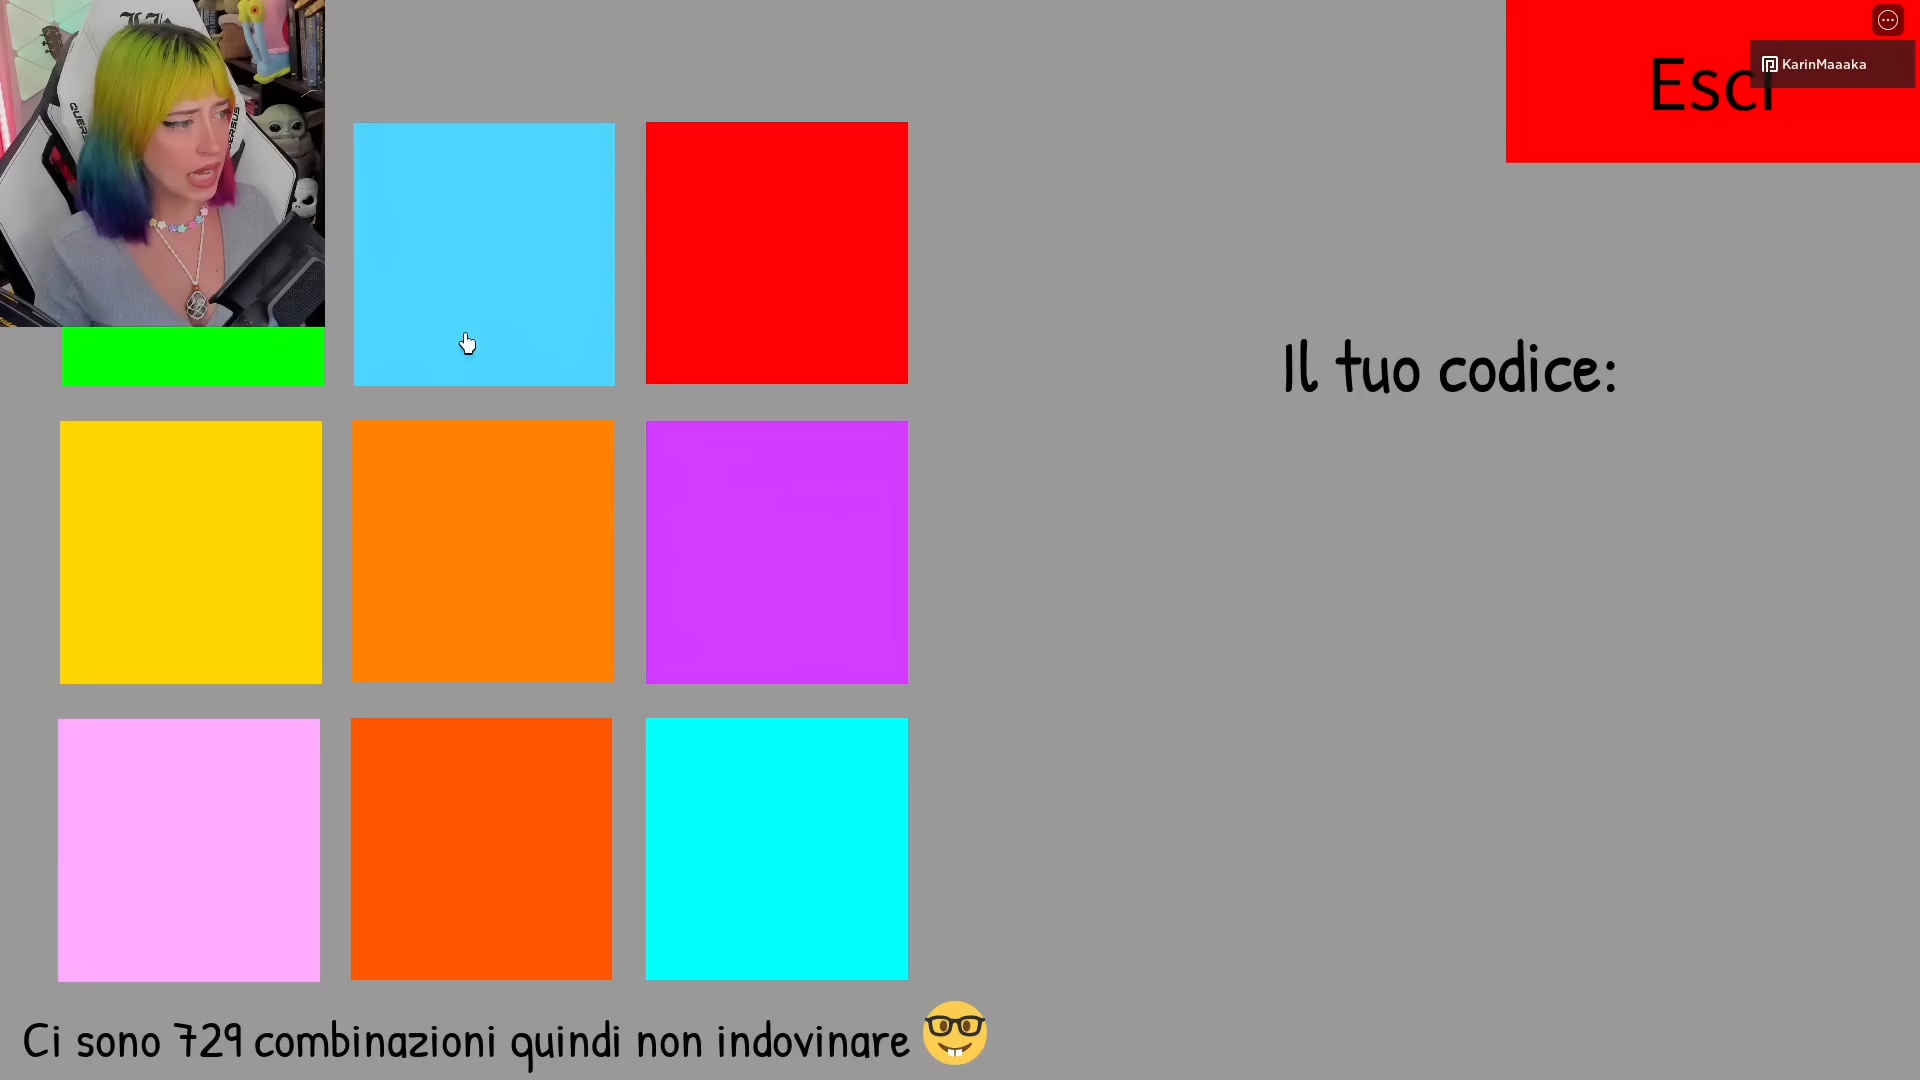 Esci
KarinMaaaka
Il tuo codice:
Ci sono 729 combinazioni quindi non indovinare